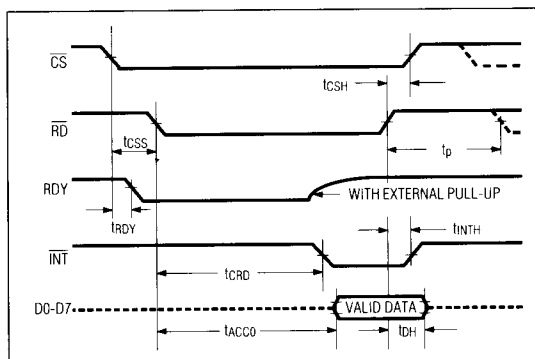 CS
tCSH
RD
tCSS
tp
RDY
WITH EXTERNAL PULL-UP
tRDY
tINTH
INT
tCRD
D0-D7
VALID DATA
tACC0
tDH